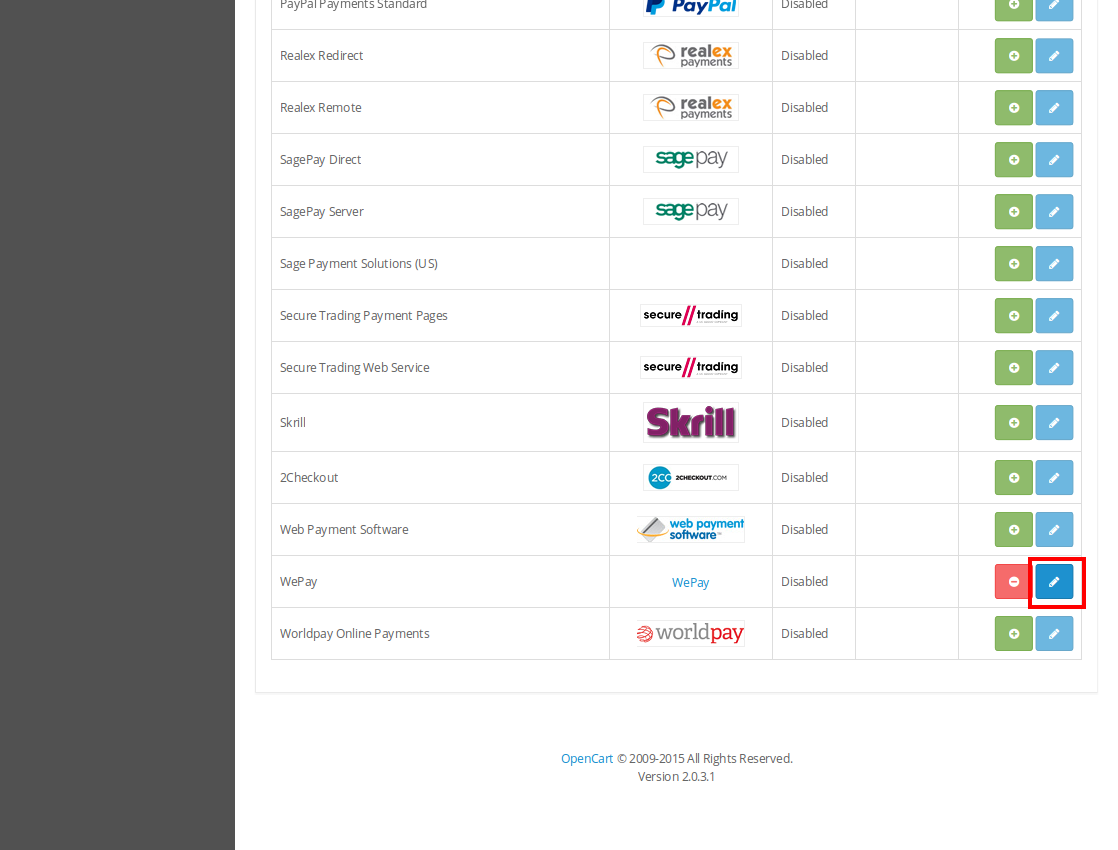 PayPal Payments Standard PayPal Disabled
Realex Redirect realex payments Disabled
Realex Remote realex payments Disabled
SagePay Direct sage pay Disabled
SagePay Server sage pay Disabled
Sage Payment Solutions (US) Disabled
Secure Trading Payment Pages secure//trading Disabled
Secure Trading Web Service secure//trading Disabled
Skrill Skrill Disabled
2Checkout 2CO 2CHECKOUT.COM Disabled
Web Payment Software web payment software™ Disabled
WePay WePay Disabled
Worldpay Online Payments worldpay Disabled
OpenCart © 2009-2015 All Rights Reserved.
Version 2.0.3.1